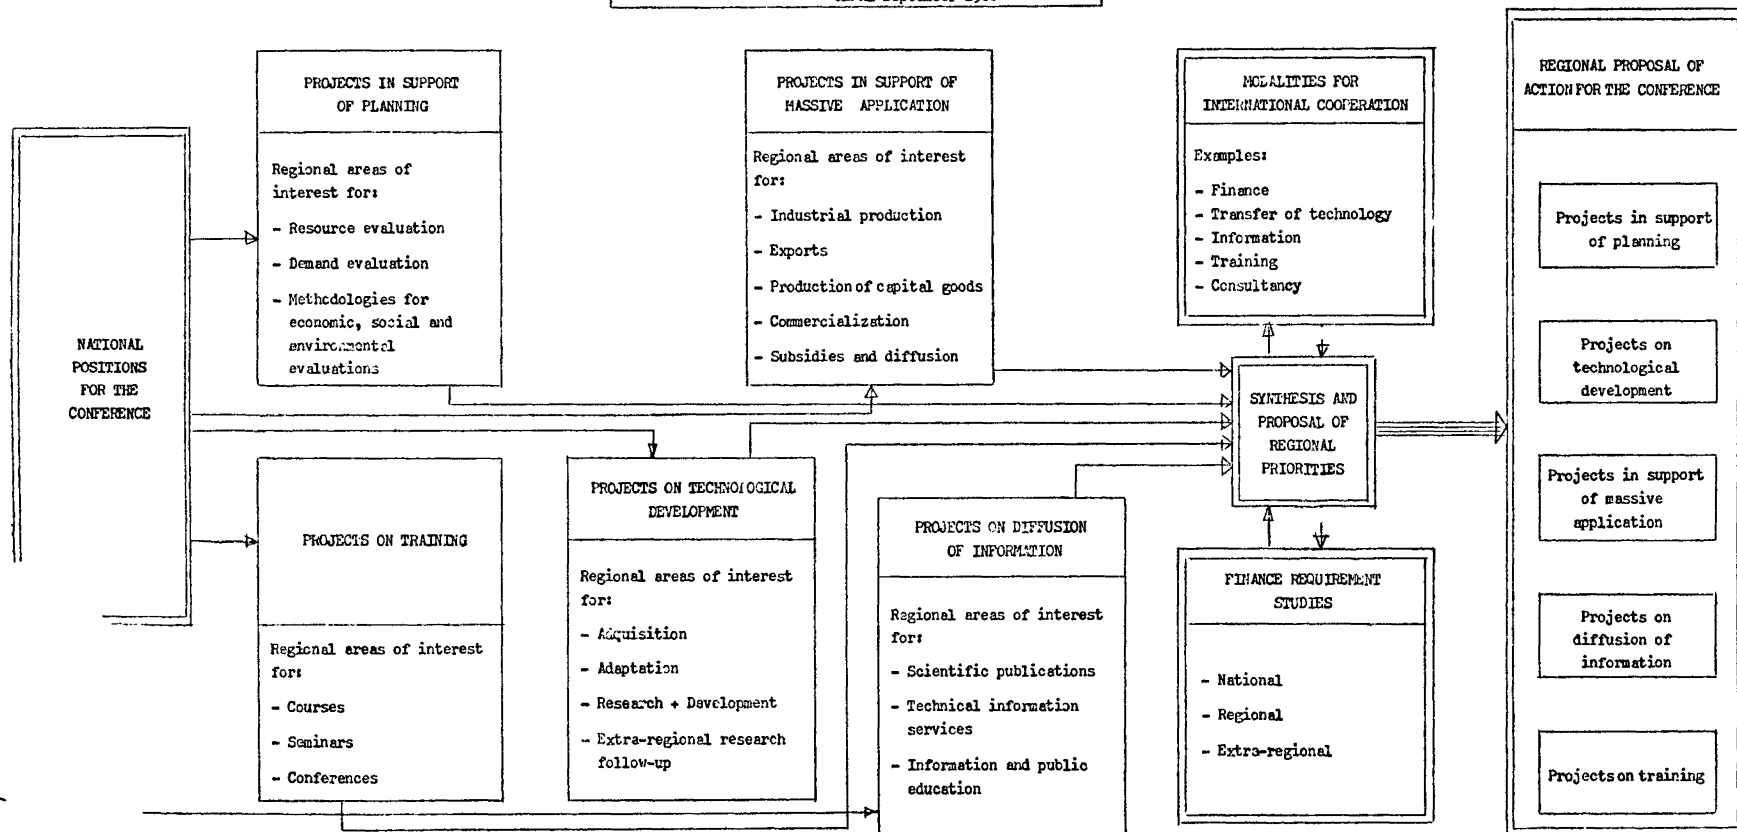 NATIONAL
POSITIONS
FOR THE
CONFERENCE
PROJECTS IN SUPPORT
OF PLANNING
Regional areas of
interest for:
- Resource evaluation
- Demand evaluation
- Methodologies for
economic, social and
environmental
evaluations
PROJECTS ON TRAINING
Regional areas of interest
for:
- Courses
- Seminars
- Conferences
PROJECTS ON TECHNOLOGICAL
DEVELOPMENT
Regional areas of interest
for:
- Adquisition
- Adaptation
- Research + Development
- Extra-regional research
follow-up
PROJECTS IN SUPPORT OF
MASSIVE APPLICATION
Regional areas of interest
for:
- Industrial production
- Exports
- Production of capital goods
- Commercialization
- Subsidies and diffusion
PROJECTS ON DIFFUSION
OF INFORMATION
Regional areas of interest
for:
- Scientific publications
- Technical information
services
- Information and public
education
MODALITIES FOR
INTERNATIONAL COOPERATION
Examples:
- Finance
- Transfer of technology
- Information
- Training
- Consultancy
SYNTHESIS AND
PROPOSAL OF
REGIONAL
PRIORITIES
FINANCE REQUIREMENT
STUDIES
- National
- Regional
- Extra-regional
REGIONAL PROPOSAL OF
ACTION FOR THE CONFERENCE
Projects in support
of planning
Projects on
technological
development
Projects in support
of massive
application
Projects on
diffusion of
information
Projects on training